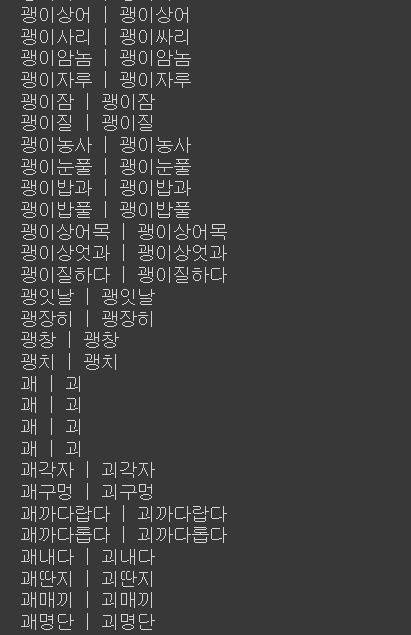 괭이상어 | 괭이상어
괭이사리 | 괭이싸리
괭이암놈 | 괭이암놈
괭이자루 | 괭이자루
괭이잠 | 괭이잠
괭이질 | 괭이질
괭이농사 | 괭이농사
괭이눈풀 | 괭이눈풀
괭이밥과 | 괭이밥과
괭이밥풀 | 괭이밥풀
괭이상어목 | 괭이상어목
괭이상엇과 | 괭이상엇과
괭이질하다 | 괭이질하다
괭잇날 | 괭잇날
괭장히 | 굉장히
괭창 | 괭창
괭치 | 괭치
괘 | 괴
괘 | 괴
괘 | 괴
괘 | 괴
괘각자 | 괴각자
괘구멍 | 괴구멍
괘까다랍다 | 괴까다랍다
괘까다롭다 | 괴까다롭다
괘내다 | 괴내다
괘딴지 | 괴딴지
괘매끼 | 괴매끼
괘명단 | 괴명단